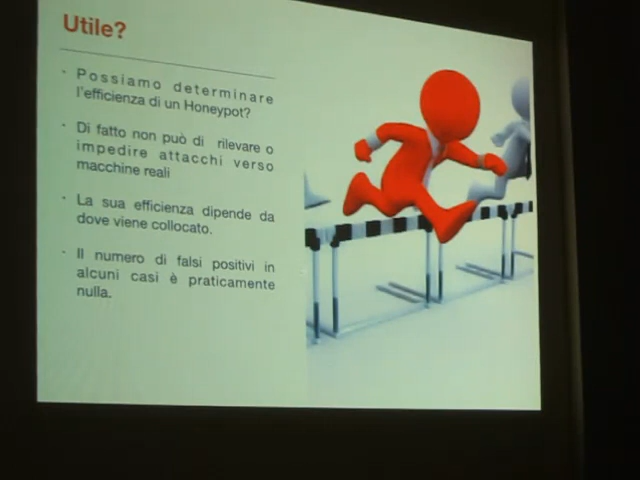 Utile?
Possiamo determinare
l'efficienza di un Honeypot?
Di fatto non può di rilevare o
impedire attacchi verso
macchine reali
La sua efficienza dipende da
dove viene collocato.
Il numero di falsi positivi in
alcuni casi è praticamente
nulla.